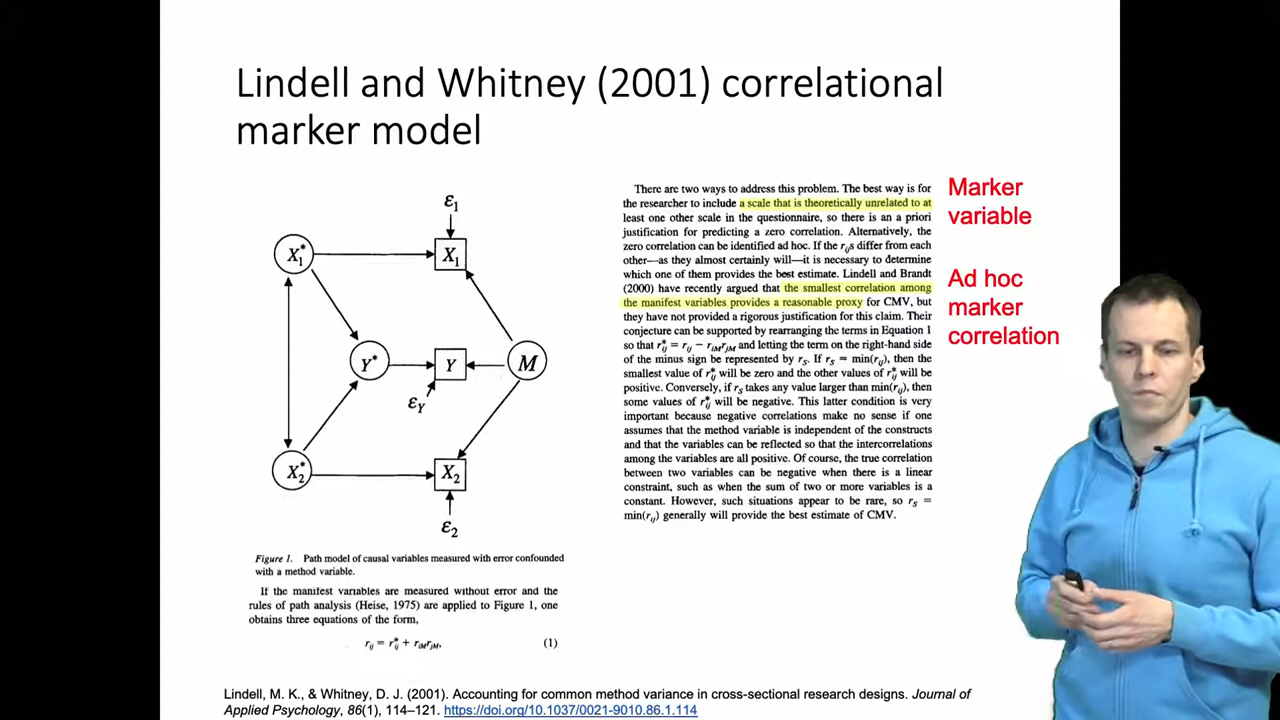 Lindell and Whitney (2001) correlational
marker model
ε1
X*1
X1
Y*
Y
M
εY
X*2
X2
ε2
Figure 1. Path model of causal variables measured with error confounded
with a method variable.
If the manifest variables are measured without error and the
rules of path analysis (Heise, 1975) are applied to Figure 1, one
obtains three equations of the form,
rij = r*ij + riMrjM, (1)
There are two ways to address this problem. The best way is for
the researcher to include a scale that is theoretically unrelated to at
least one other scale in the questionnaire, so there is an a priori
justification for predicting a zero correlation. Alternatively, the
zero correlation can be identified ad hoc. If the rijs differ from each
other—as they almost certainly will—it is necessary to determine
which one of them provides the best estimate. Lindell and Brandt
(2000) have recently argued that the smallest correlation among
the manifest variables provides a reasonable proxy for CMV, but
they have not provided a rigorous justification for this claim. Their
conjecture can be supported by rearranging the terms in Equation 1
so that r*ij = rij − riMrjM and letting the term on the right-hand side
of the minus sign be represented by rs. If rs = min(rij), then the
smallest value of r*ij will be zero and the other values of r*ij will be
positive. Conversely, if rs takes any value larger than min(rij), then
some values of r*ij will be negative. This latter condition is very
important because negative correlations make no sense if one
assumes that the method variable is independent of the constructs
and that the variables can be reflected so that the intercorrelations
among the variables are all positive. Of course, the true correlation
between two variables can be negative when there is a linear
constraint, such as when the sum of two or more variables is a
constant. However, such situations appear to be rare, so rs =
min(rij) generally will provide the best estimate of CMV.
Marker
variable
Ad hoc
marker
correlation
Lindell, M. K., & Whitney, D. J. (2001). Accounting for common method variance in cross-sectional research designs. Journal of
Applied Psychology, 86(1), 114–121. https://doi.org/10.1037/0021-9010.86.1.114